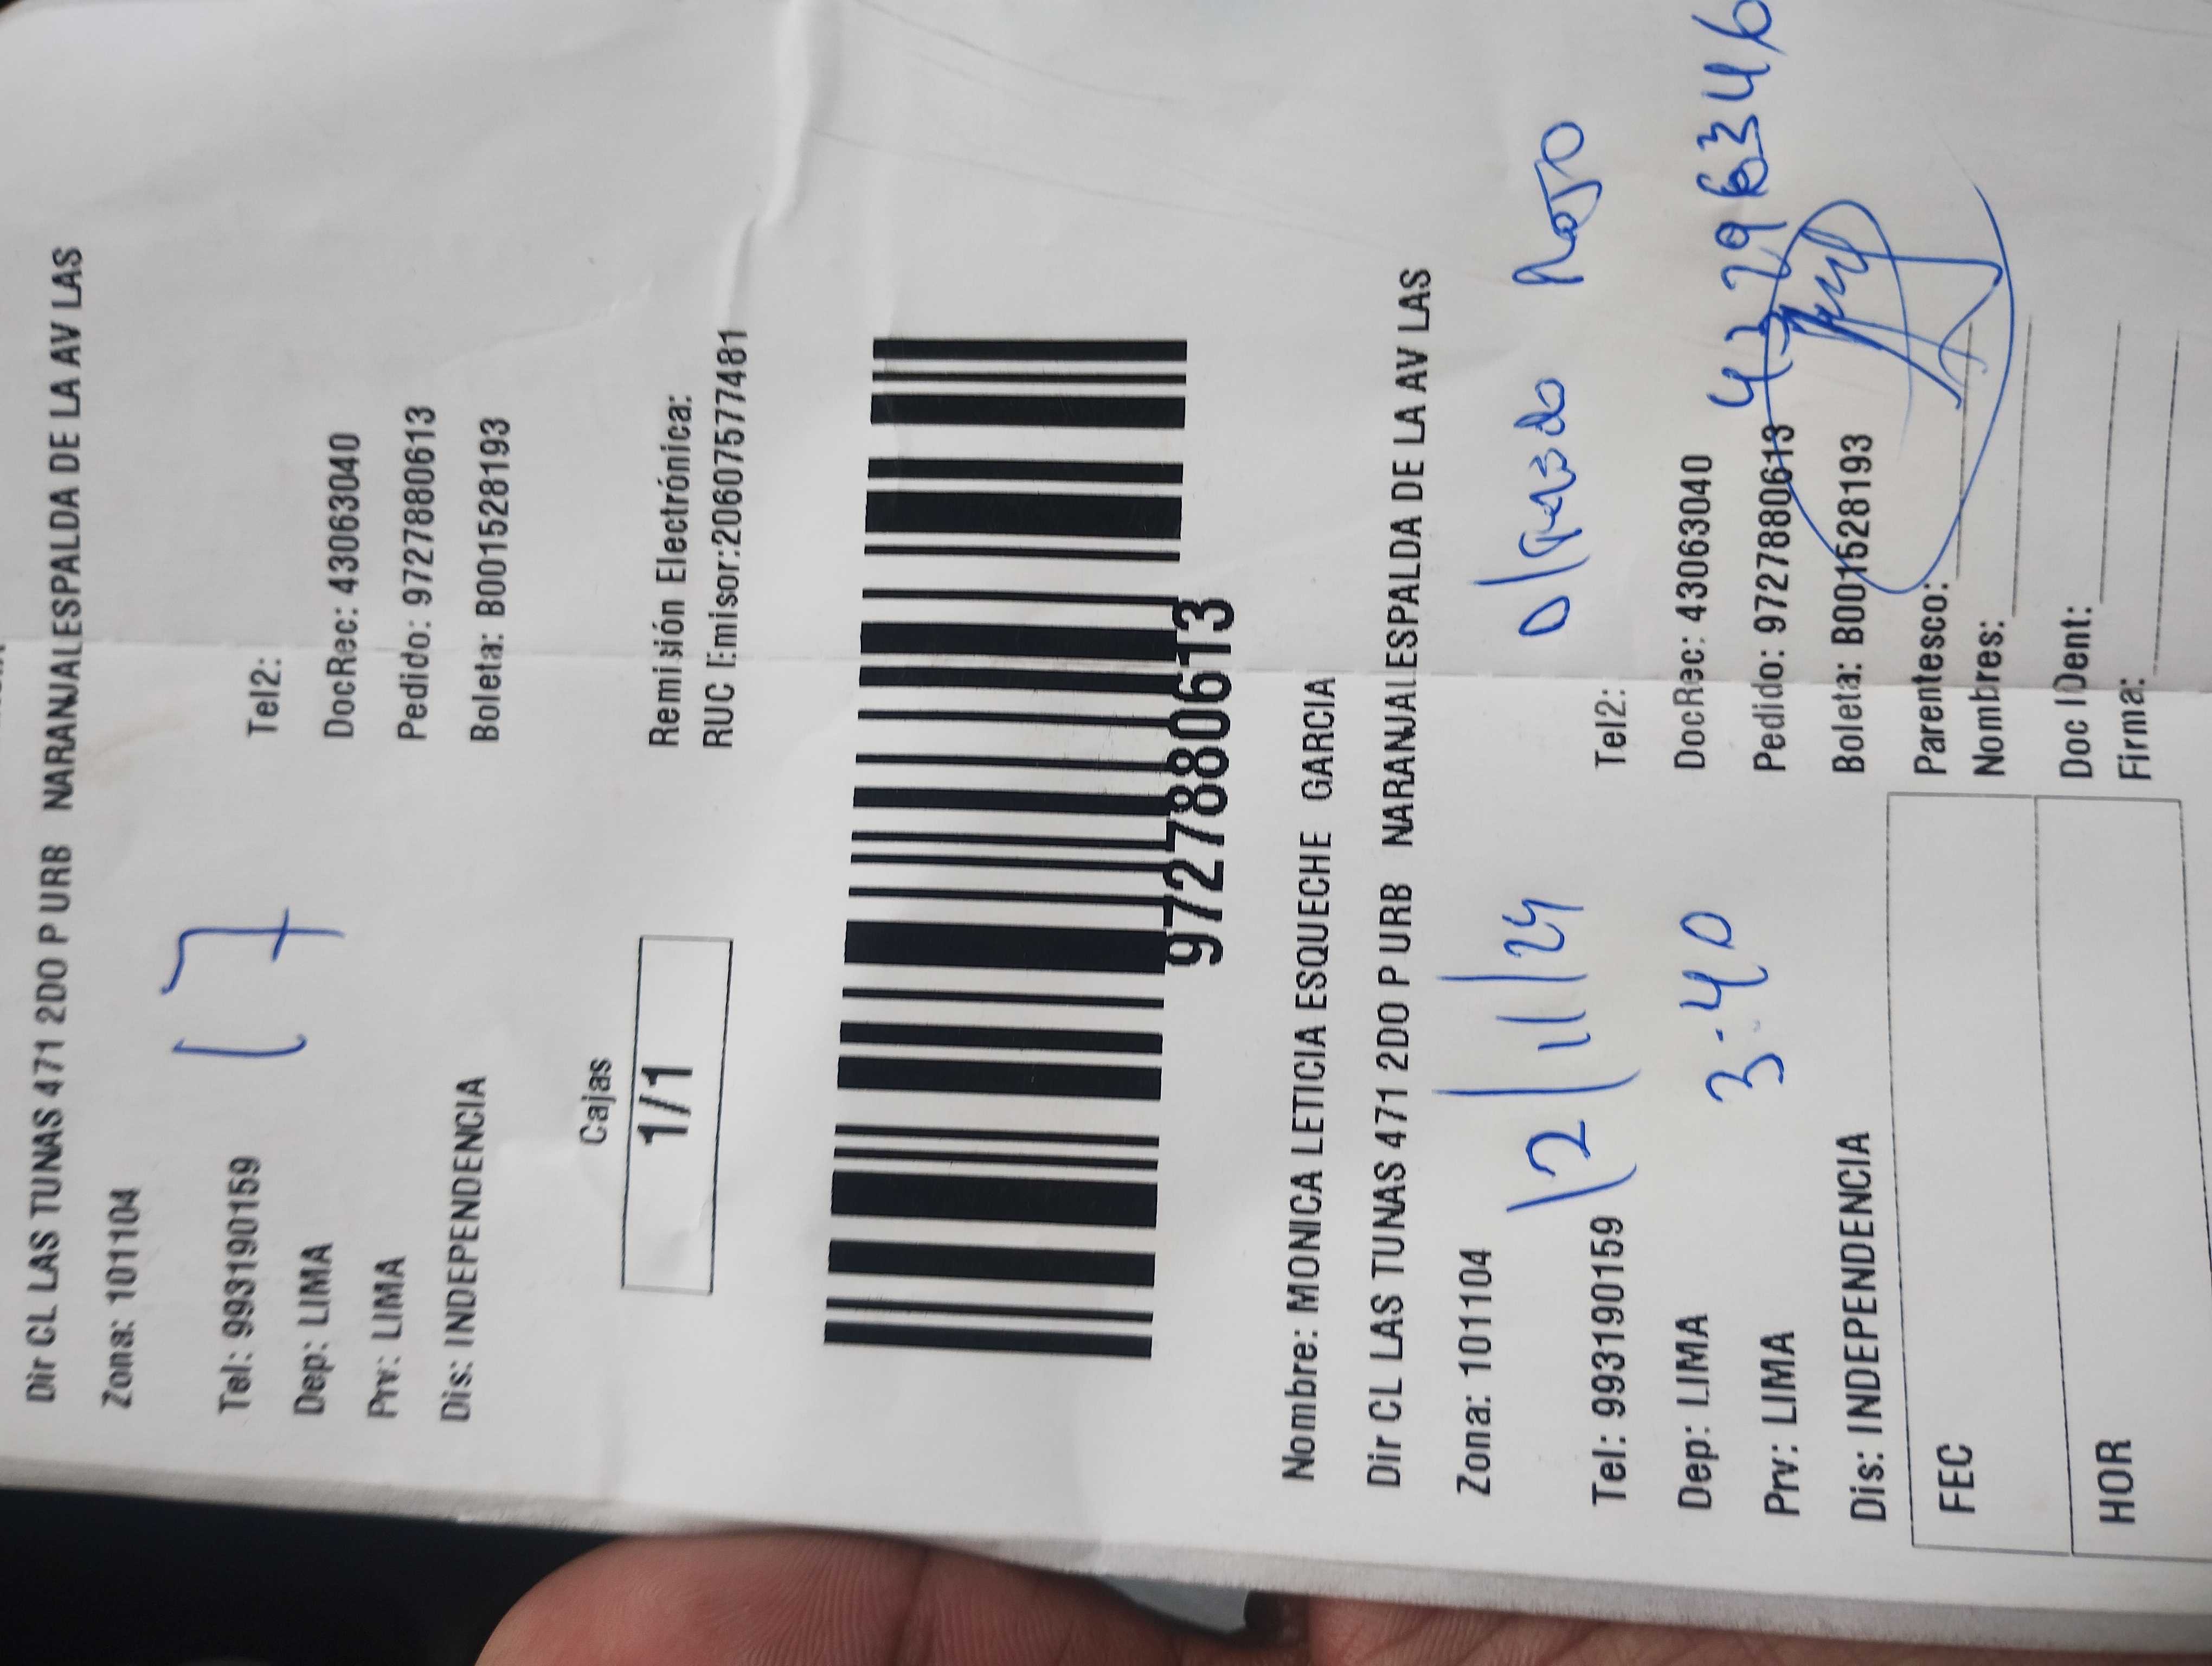 Dir CL LAS TUNAS 471 2DO P URB NARANJALESPALDA DE LA AV LAS
Zona: 101104
17
Tel: 993190159 Tel2:
Dep: LIMA DocRec: 43063040
Prv: LIMA Pedido: 9727880613
Dis: INDEPENDENCIA Boleta: B001528193
Cajas
1/1
Remisión Electrónica:
RUC Emisor:20607577481
9727880613
Nombre: MONICA LETICIA ESQUECHE GARCIA
Dir CL LAS TUNAS 471 2DO P URB NARANJALESPALDA DE LA AV LAS
Zona: 101104
12/11/24
Tel: 993190159 Tel2:
3-40
Dep: LIMA DocRec: 43063040
Prv: LIMA Pedido: 9727880613
Dis: INDEPENDENCIA Boleta: B001528193
FEC
Parentesco:
Nombres:
HOR
Doc IDent:
Firma: